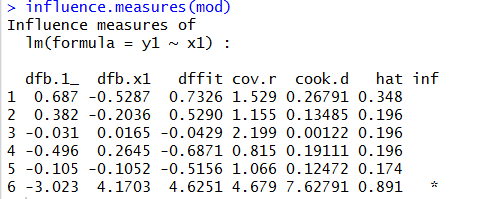 > influence.measures(mod)
Influence measures of
lm(formula = y1 ~ x1) :
dfb.1_ dfb.x1 dffit cov.r cook.d hat inf
1 0.687 -0.5287 0.7326 1.529 0.26791 0.348
2 0.382 -0.2036 0.5290 1.155 0.13485 0.196
3 -0.031 0.0165 -0.0429 2.199 0.00122 0.196
4 -0.496 0.2645 -0.6871 0.815 0.19111 0.196
5 -0.105 -0.1052 -0.5156 1.066 0.12472 0.174
6 -3.023 4.1703 4.6251 4.679 7.62791 0.891 *